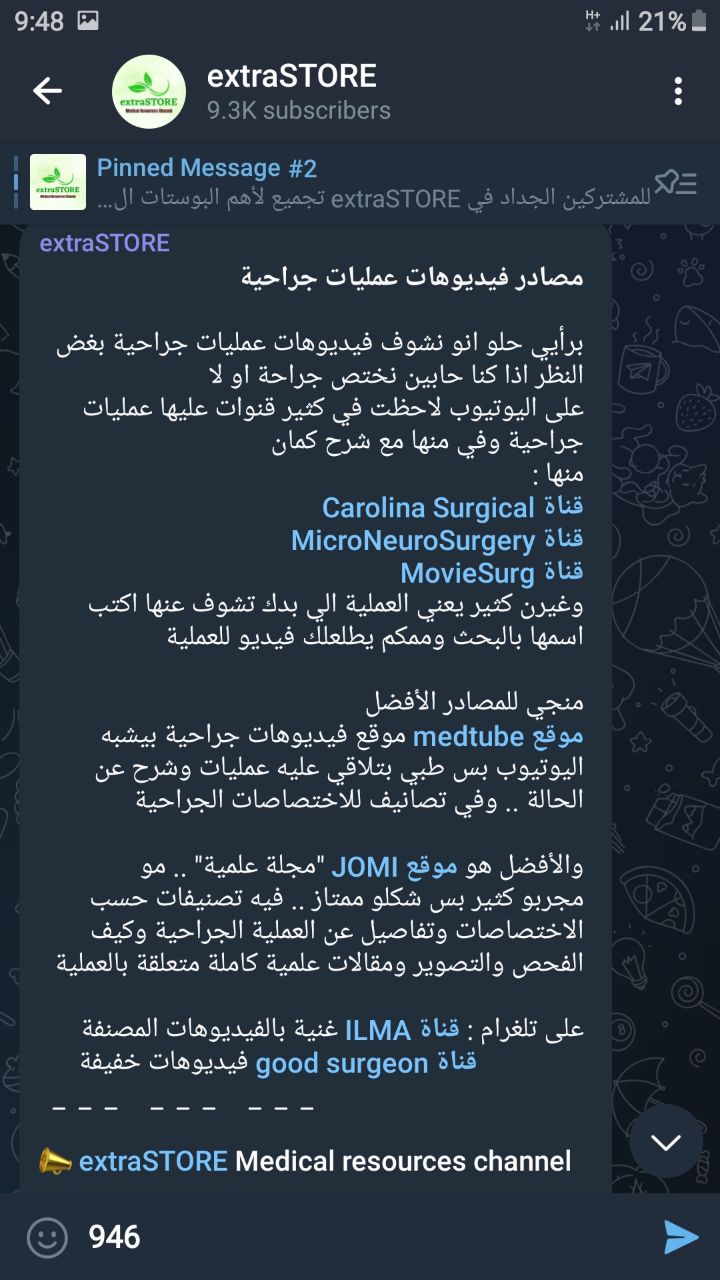 9:48
H+
21%
extraSTORE
9.3K subscribers
extraSTORE
Medical Resources Channel
Pinned Message #2
للمشتركين الجداد في extraSTORE تجميع لأهم البوستات ال...
extraSTORE
extraSTORE
مصادر فيديوهات عمليات جراحية
برأيي حلو انو نشوف فيديوهات عمليات جراحية بغض
النظر اذا كنا حابين نختص جراحة او لا
على اليوتيوب لاحظت في كثير قنوات عليها عمليات
جراحية وفي منها مع شرح كمان
منها :
قناة Carolina Surgical
قناة MicroNeuroSurgery
قناة MovieSurg
وغيرن كثير يعني العملية الي بدك تشوف عنها اكتب
اسمها بالبحث وممكم يطلعلك فيديو للعملية
منجي للمصادر الأفضل
موقع medtube موقع فيديوهات جراحية بيشبه
اليوتيوب بس طبي بتلاقي عليه عمليات وشرح عن
الحالة .. وفي تصانيف للاختصاصات الجراحية
والأفضل هو موقع JOMI "مجلة علمية" .. مو
مجربو كثير بس شكلو ممتاز .. فيه تصنيفات حسب
الاختصاصات وتفاصيل عن العملية الجراحية وكيف
الفحص والتصوير ومقالات علمية كاملة متعلقة بالعملية
على تلغرام : قناة ILMA غنية بالفيديوهات المصنفة
قناة good surgeon فيديوهات خفيفة
– – –   – – –   – – –
📣 extraSTORE Medical resources channel
946